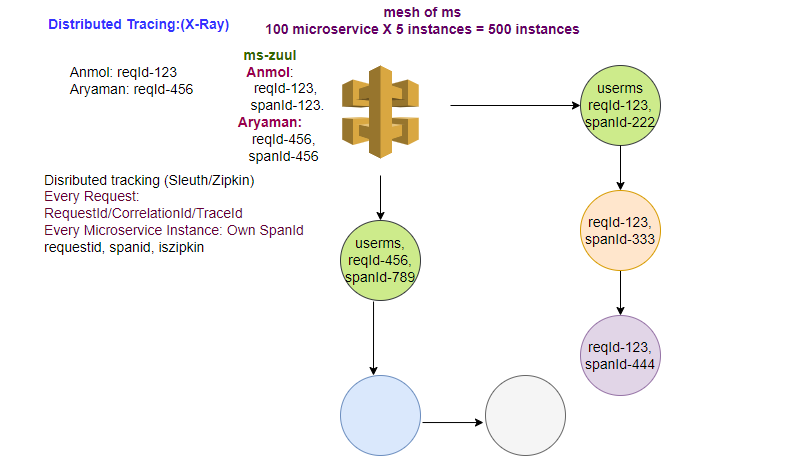 Distributed Tracing:(X-Ray)
mesh of ms
100 microservice X 5 instances = 500 instances
Anmol: reqId-123
Aryaman: reqId-456
ms-zuul
Anmol:
reqId-123,
spanId-123.
Aryaman:
reqId-456,
spanId-456
userms
reqId-123,
spanId-222
Disributed tracking (Sleuth/Zipkin)
Every Request:
RequestId/CorrelationId/TraceId
Every Microservice Instance: Own SpanId
requestid, spanid, iszipkin
userms,
reqId-456,
spanId-789
reqId-123,
spanId-333
reqId-123,
spanId-444